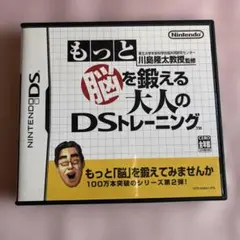 Nintendo
もっと
東北大学未来科学技術共同研究センター
川島隆太教授監修
脳を鍛える
大人の
DSトレーニング™
NINTENDO DS
もっと「脳」を鍛えてみませんか
100万本突破のシリーズ第2弾!